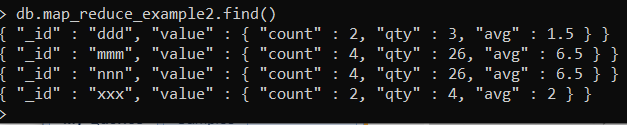 > db.map_reduce_example2.find()
{ "_id" : "ddd", "value" : { "count" : 2, "qty" : 3, "avg" : 1.5 } }
{ "_id" : "mmm", "value" : { "count" : 4, "qty" : 26, "avg" : 6.5 } }
{ "_id" : "nnn", "value" : { "count" : 4, "qty" : 26, "avg" : 6.5 } }
{ "_id" : "xxx", "value" : { "count" : 2, "qty" : 4, "avg" : 2 } }
>